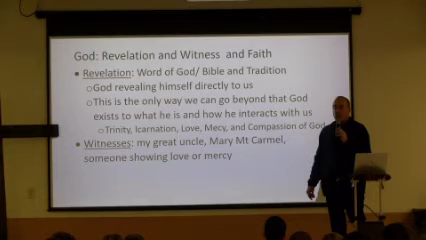 God: Revelation and Witness and Faith
• Revelation: Word of God/ Bible and Tradition
oGod revealing himself directly to us
oThis is the only way we can go beyond that God
exists to what he is and how he interacts with us
• Trinity, Icarnation, Love, Mecy, and Compassion of God
• Witnesses: my great uncle, Mary Mt Carmel,
someone showing love or mercy